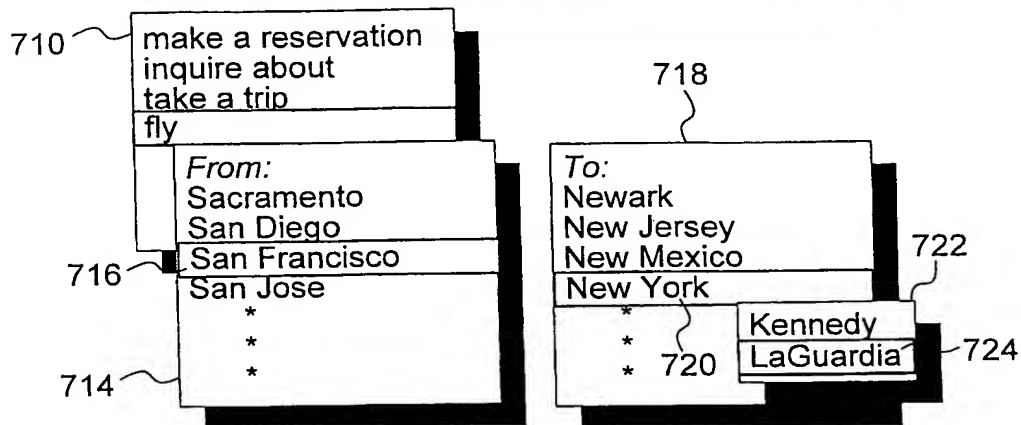 710
make a reservation
inquire about
take a trip
fly
From:
Sacramento
San Diego
San Francisco
San Jose
*
*
*
716
714
718
To:
Newark
New Jersey
New Mexico
New York
*
*
*
720
722
Kennedy
LaGuardia
724